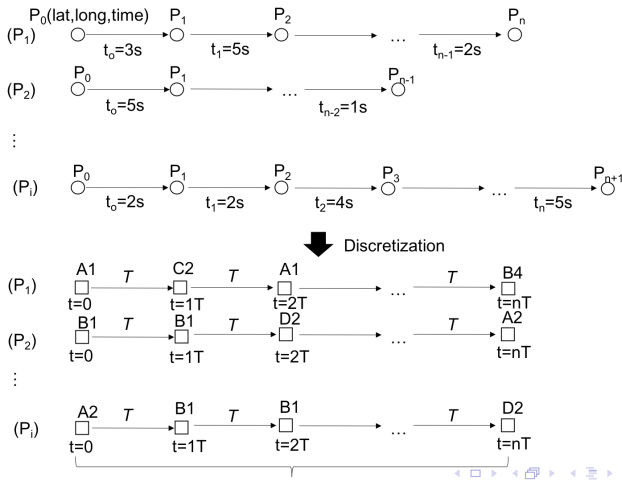 P0(lat,long,time) P1 P2 Pn
(P1) ...
to=3s t1=5s tn-1=2s
P0 P1 Pn-1
(P2) ...
to=5s tn-2=1s
⋮
P0 P1 P2 P3 Pn+1
(Pi) ...
to=2s t1=2s t2=4s tn=5s
Discretization
A1 T C2 T A1 T B4
(P1) ...
t=0 t=1T t=2T t=nT
B1 T B1 T D2 T A2
(P2) ...
t=0 t=1T t=2T t=nT
⋮
A2 T B1 T B1 T D2
(Pi) ...
t=0 t=1T t=2T t=nT